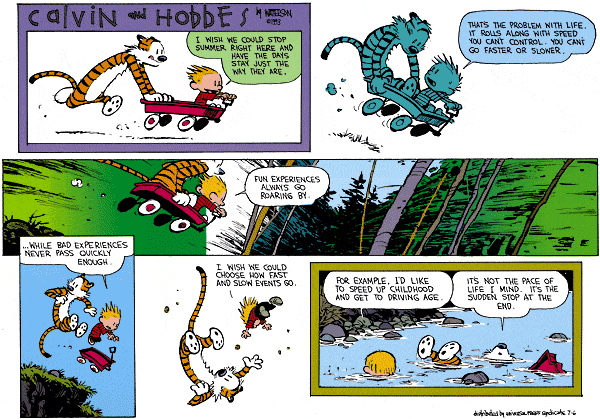 Calvin and Hobbes
by WATTERSON
I WISH WE COULD STOP
SUMMER RIGHT HERE AND
HAVE THE DAYS
STAY JUST THE
WAY THEY ARE.
THATS THE PROBLEM WITH LIFE.
IT ROLLS ALONG WITH SPEED
YOU CAN'T CONTROL. YOU CAN'T
GO FASTER OR SLOWER.
FUN EXPERIENCES
ALWAYS GO
ROARING BY.
...WHILE BAD EXPERIENCES
NEVER PASS QUICKLY
ENOUGH.
I WISH WE COULD
CHOOSE HOW FAST
AND SLOW EVENTS GO.
FOR EXAMPLE, I'D LIKE
TO SPEED UP CHILDHOOD
AND GET TO DRIVING AGE.
ITS NOT THE PACE OF
LIFE I MIND. IT'S THE
SUDDEN STOP AT THE
END.
distributed by universal press syndicate 7-6